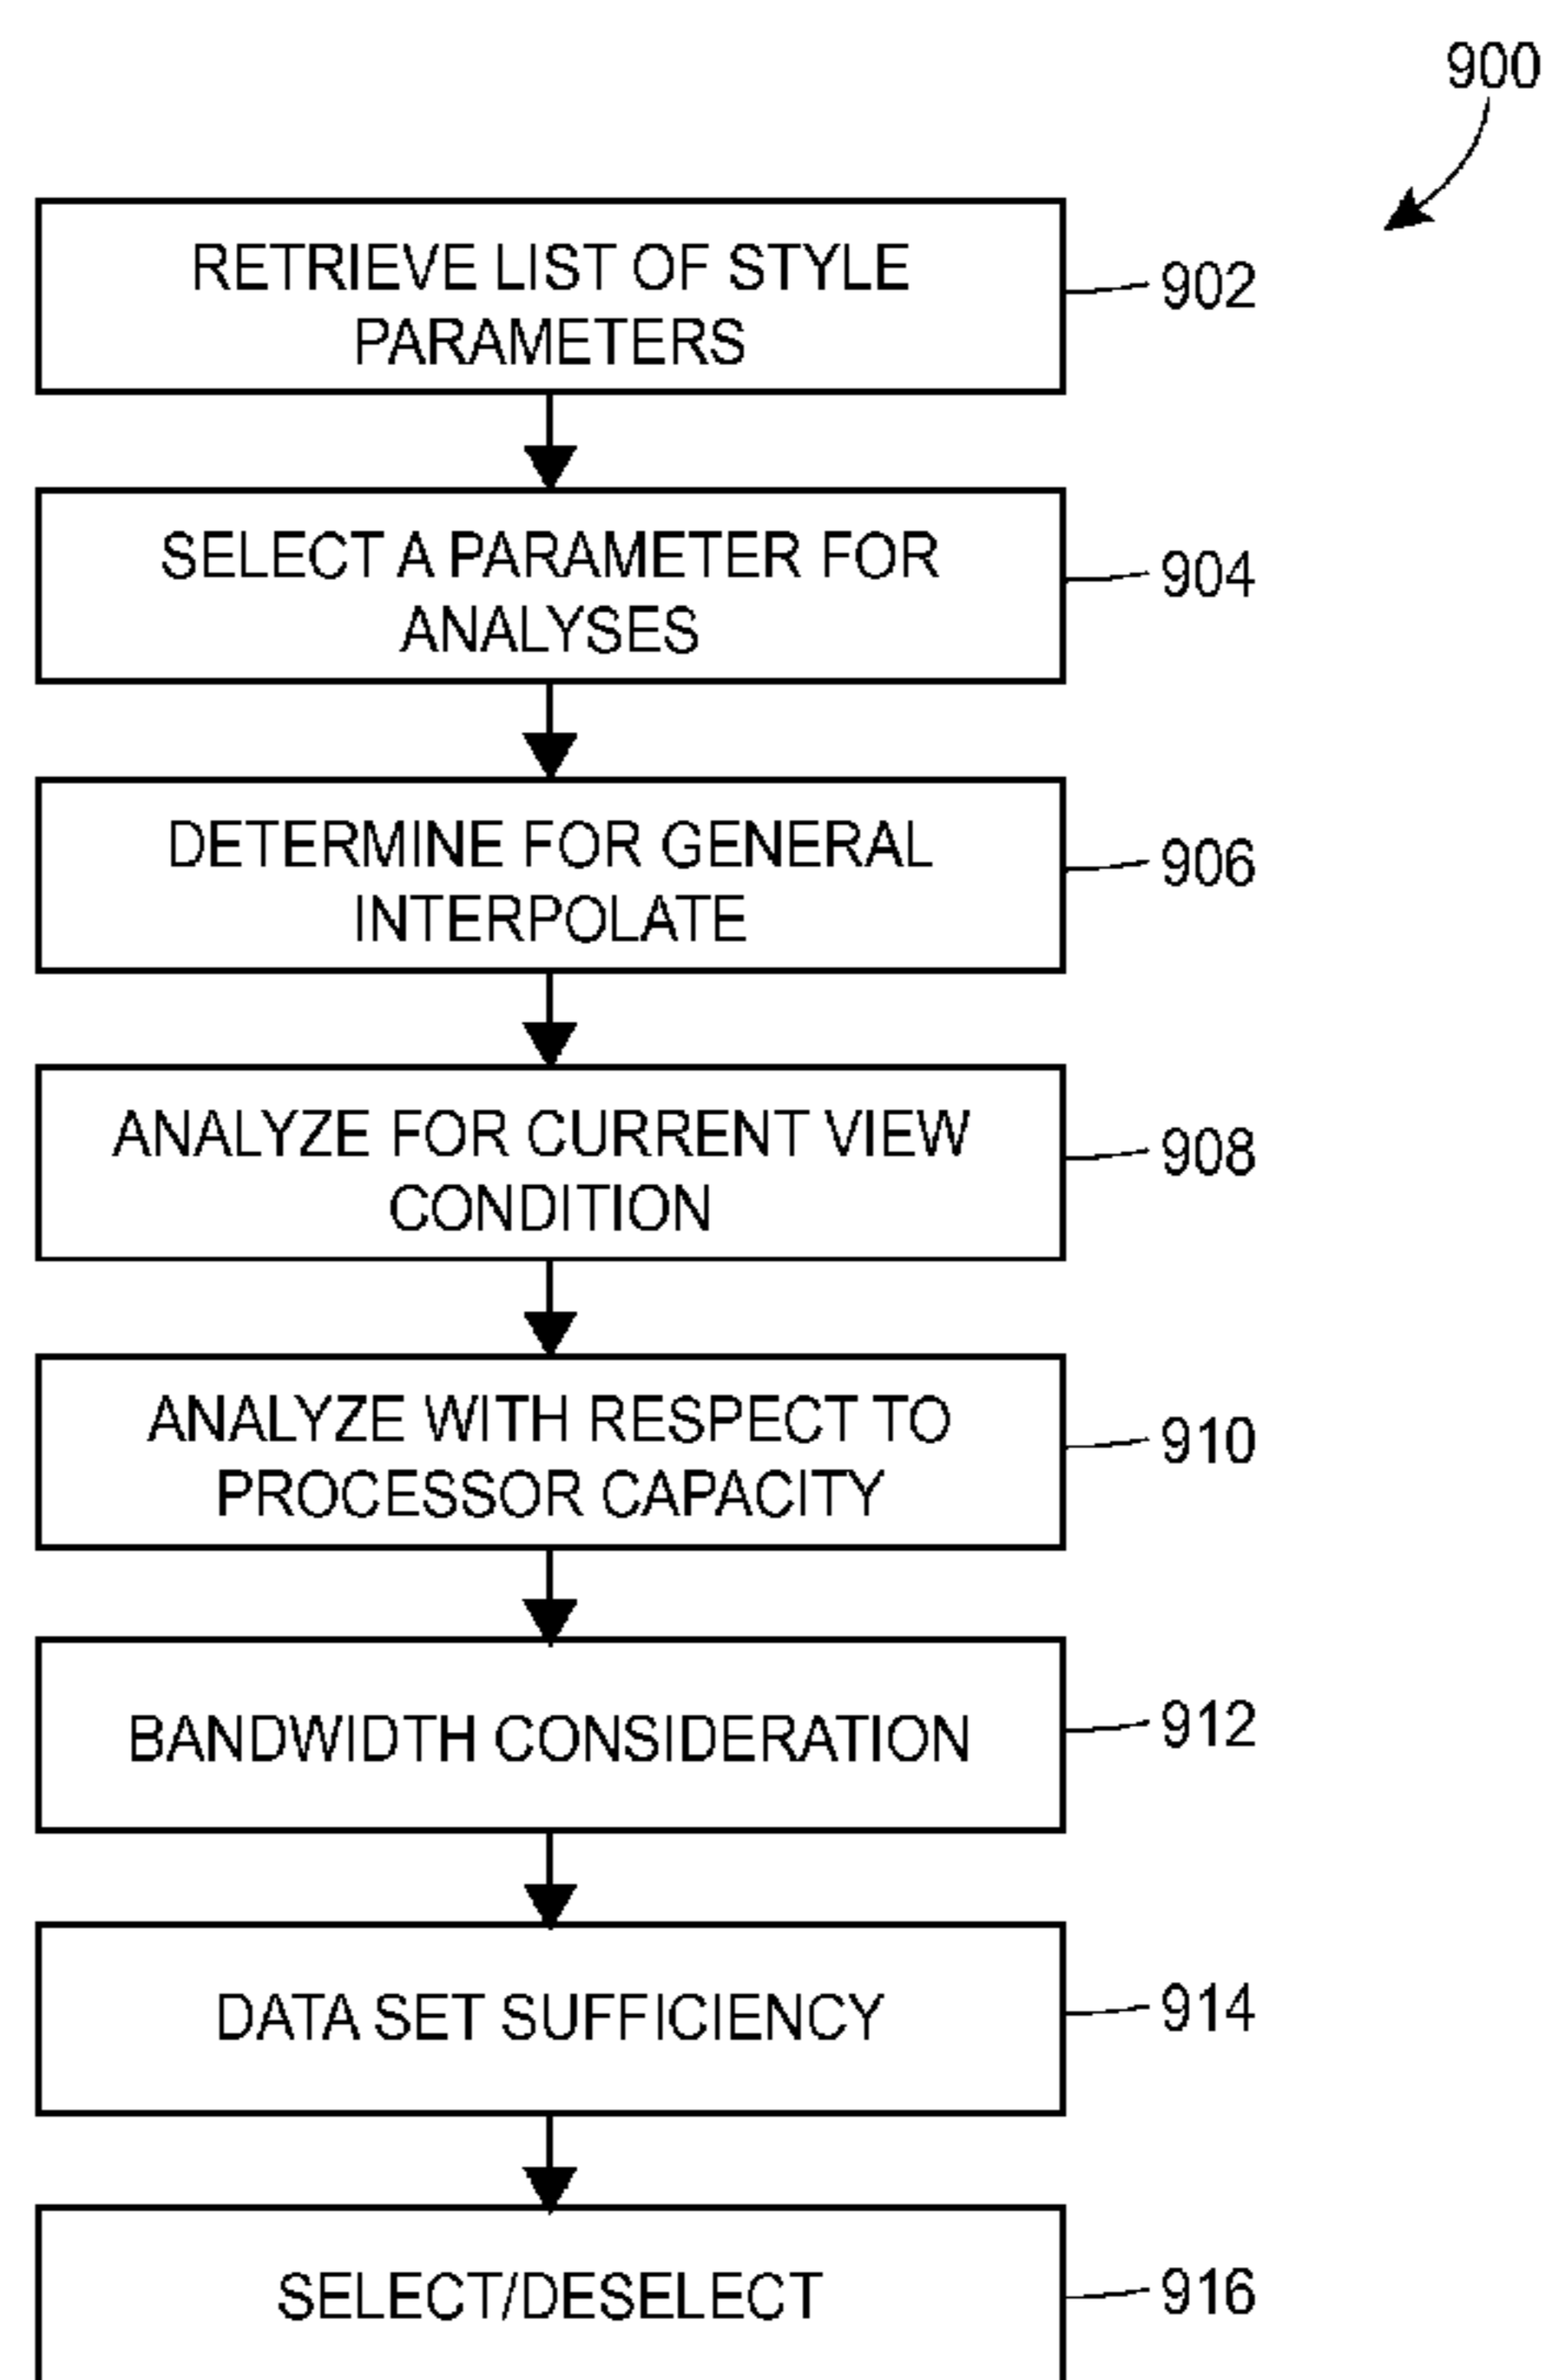 900
RETRIEVE LIST OF STYLE
PARAMETERS
902
SELECT A PARAMETER FOR
ANALYSES
904
DETERMINE FOR GENERAL
INTERPOLATE
906
ANALYZE FOR CURRENT VIEW
CONDITION
908
ANALYZE WITH RESPECT TO
PROCESSOR CAPACITY
910
BANDWIDTH CONSIDERATION
912
DATA SET SUFFICIENCY
914
SELECT/DESELECT
916